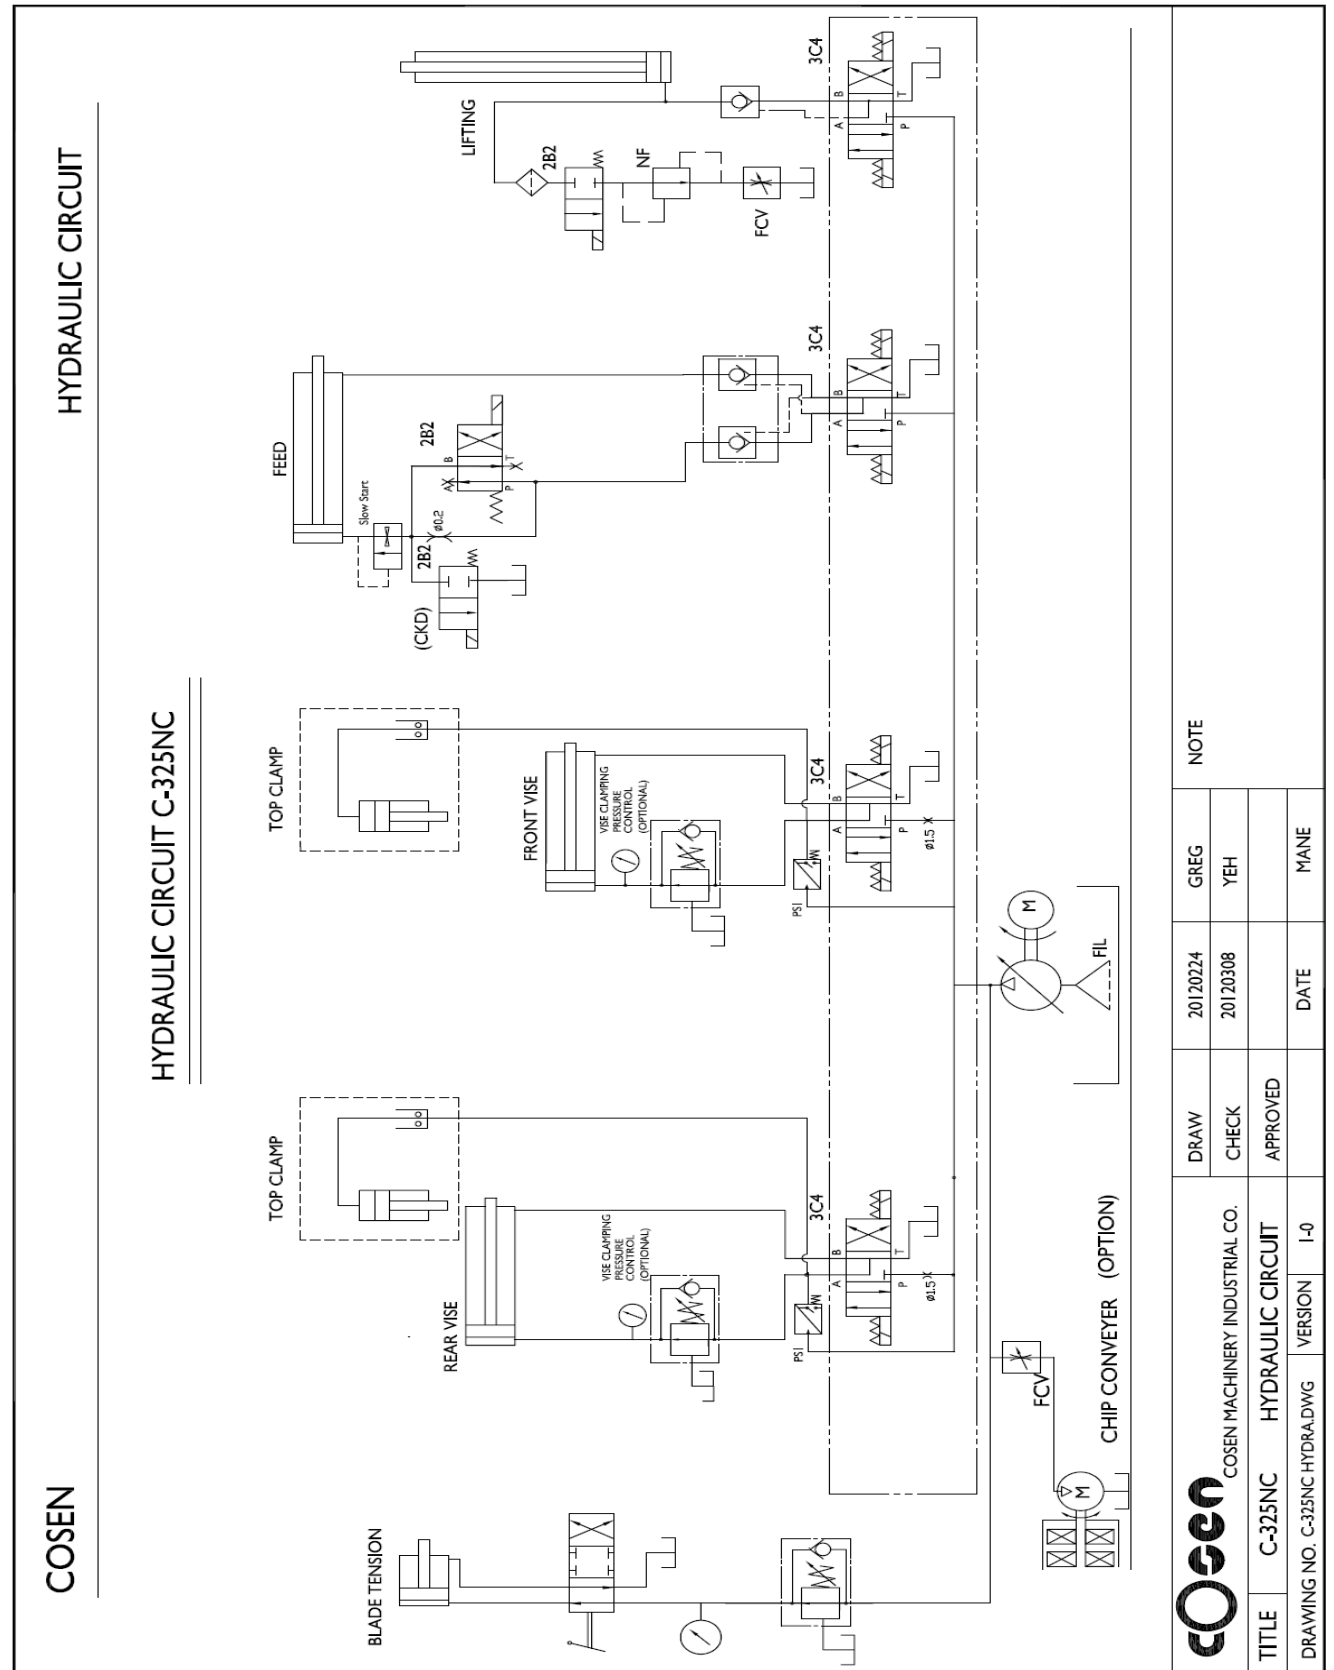 COSEN
HYDRAULIC CIRCUIT
HYDRAULIC CIRCUIT C-325NC
BLADE TENSION
REAR VISE
TOP CLAMP
VISE CLAMPING
PRESSURE
CONTROL
(OPTIONAL)
PSI
3C4
A
B
P
T
ø1.5
FRONT VISE
TOP CLAMP
VISE CLAMPING
PRESSURE
CONTROL
(OPTIONAL)
PSI
3C4
A
B
P
T
ø1.5
FEED
Slow Start
2B2
A
B
P
T
ø0.2
2B2
(CKD)
3C4
A
B
P
T
LIFTING
2B2
NF
FCV
3C4
A
B
P
T
M
FIL
FCV
M
CHIP CONVEYER (OPTION)
cosen
COSEN MACHINERY INDUSTRIAL CO.
TITLE C-325NC HYDRAULIC CIRCUIT
DRAWING NO. C-325NC HYDRA.DWG VERSION 1-0
DRAW 20120224 GREG
CHECK 20120308 YEH
APPROVED
DATE MANE
NOTE